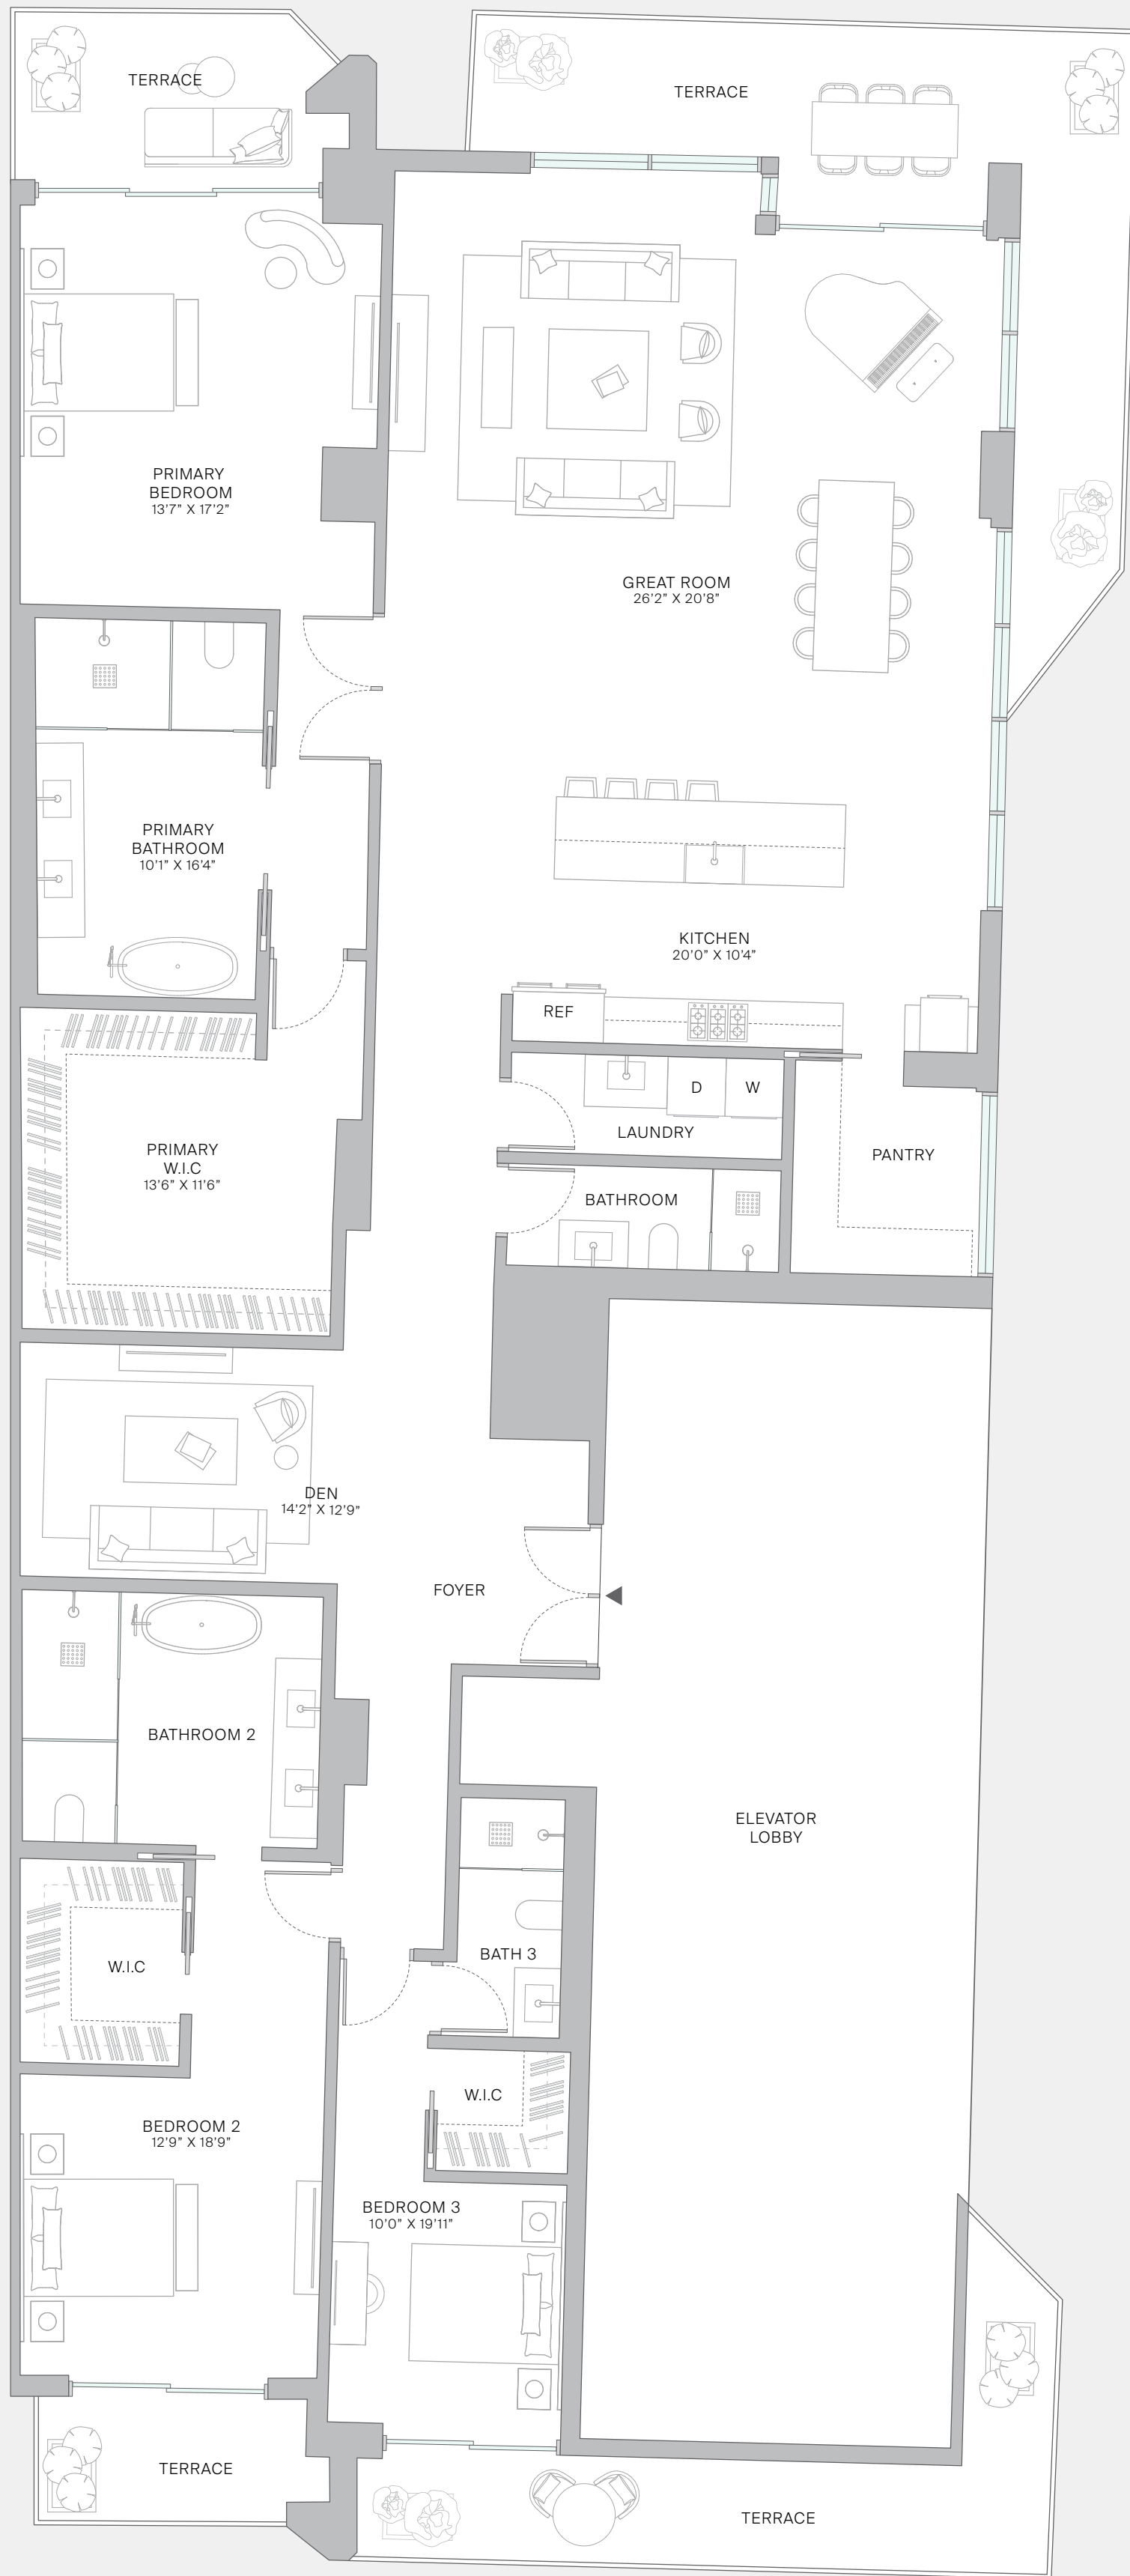 TERRACE
TERRACE
PRIMARY
BEDROOM
13'7" X 17'2"
GREAT ROOM
26'2" X 20'8"
PRIMARY
BATHROOM
10'1" X 16'4"
KITCHEN
20'0" X 10'4"
REF
D
W
LAUNDRY
PANTRY
PRIMARY
W.I.C
13'6" X 11'6"
BATHROOM
DEN
14'2" X 12'9"
FOYER
BATHROOM 2
ELEVATOR
LOBBY
BATH 3
W.I.C
W.I.C
BEDROOM 2
12'9" X 18'9"
BEDROOM 3
10'0" X 19'11"
TERRACE
TERRACE